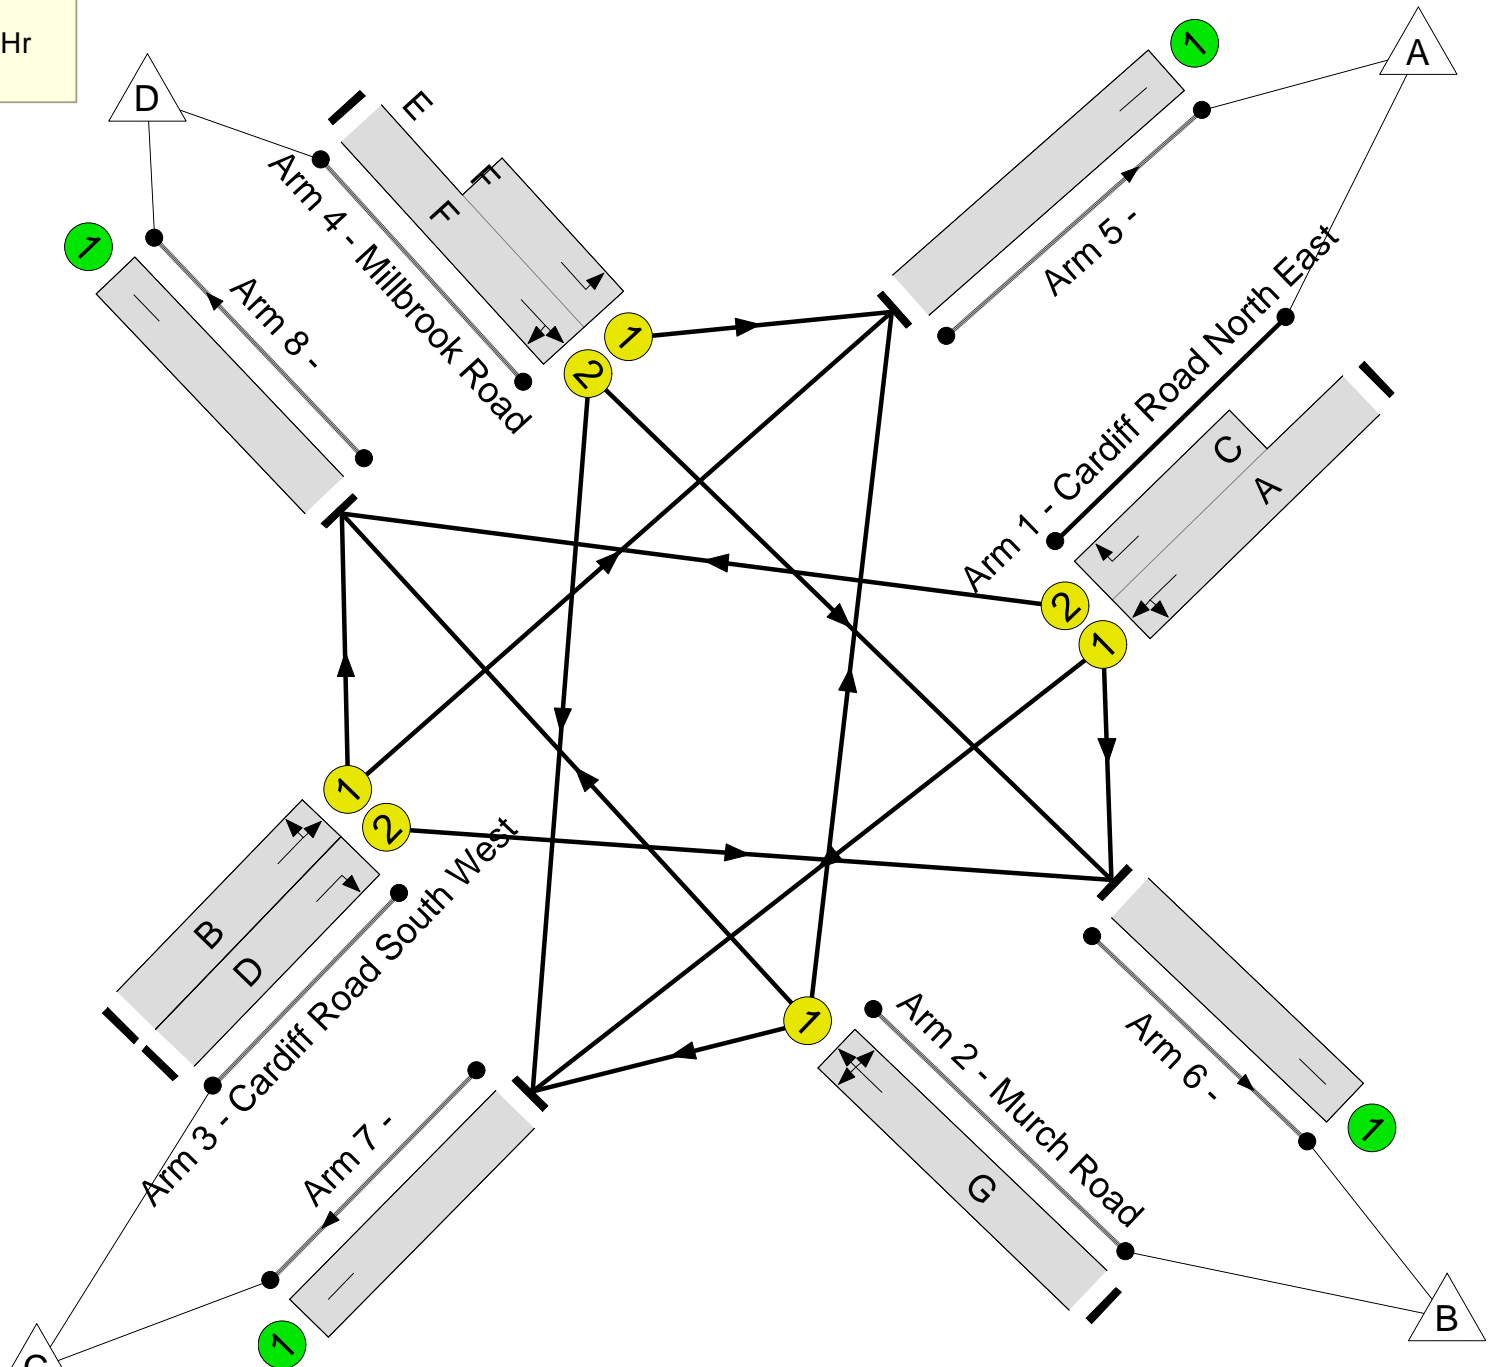 Hr
D
A
1
E
F
F
Arm 4 - Millbrook Road
Arm 5 -
1
Arm 8 -
1
2
Arm 1 - Cardiff Road North East
C
A
2
1
1
2
B
D
Arm 3 - Cardiff Road South West
1
Arm 2 - Murch Road
G
Arm 6 -
1
Arm 7 -
1
B
C